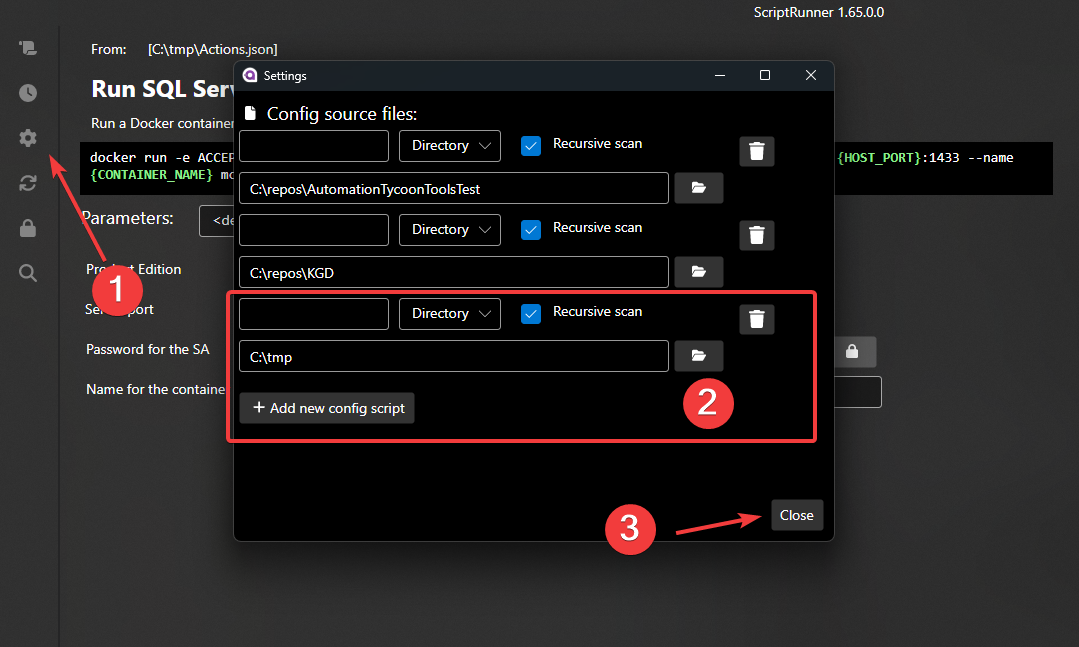 ScriptRunner 1.65.0.0
From: [C:\tmp\Actions.json]
Run SQL Serv
Run a Docker container
docker run -e ACCEP
{HOST_PORT}:1433 --name
{CONTAINER_NAME} mc
Parameters:
<de
Product Edition
port
Password for the SA
Name for the containe
Settings
Config source files:
Directory
Recursive scan
C:\repos\AutomationTycoonToolsTest
Directory
Recursive scan
C:\repos\KGD
Directory
Recursive scan
C:\tmp
+ Add new config script
Close
1
2
3